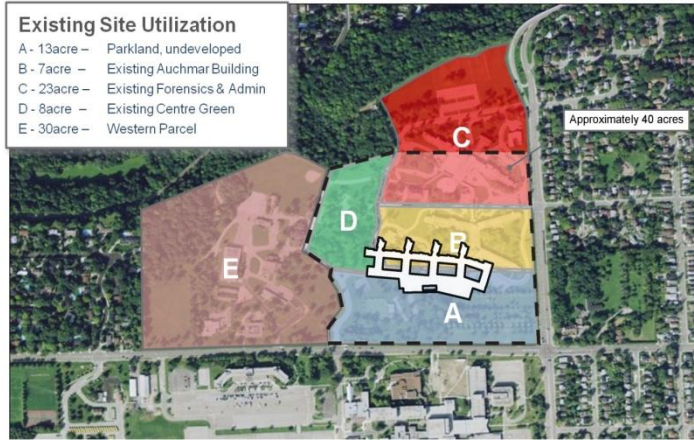 Existing Site Utilization
A - 13acre – Parkland, undeveloped
B - 7acre – Existing Auchmar Building
C - 23acre – Existing Forensics & Admin
D - 8acre – Existing Centre Green
E - 30acre – Western Parcel
C
Approximately 40 acres
D
B
E
A